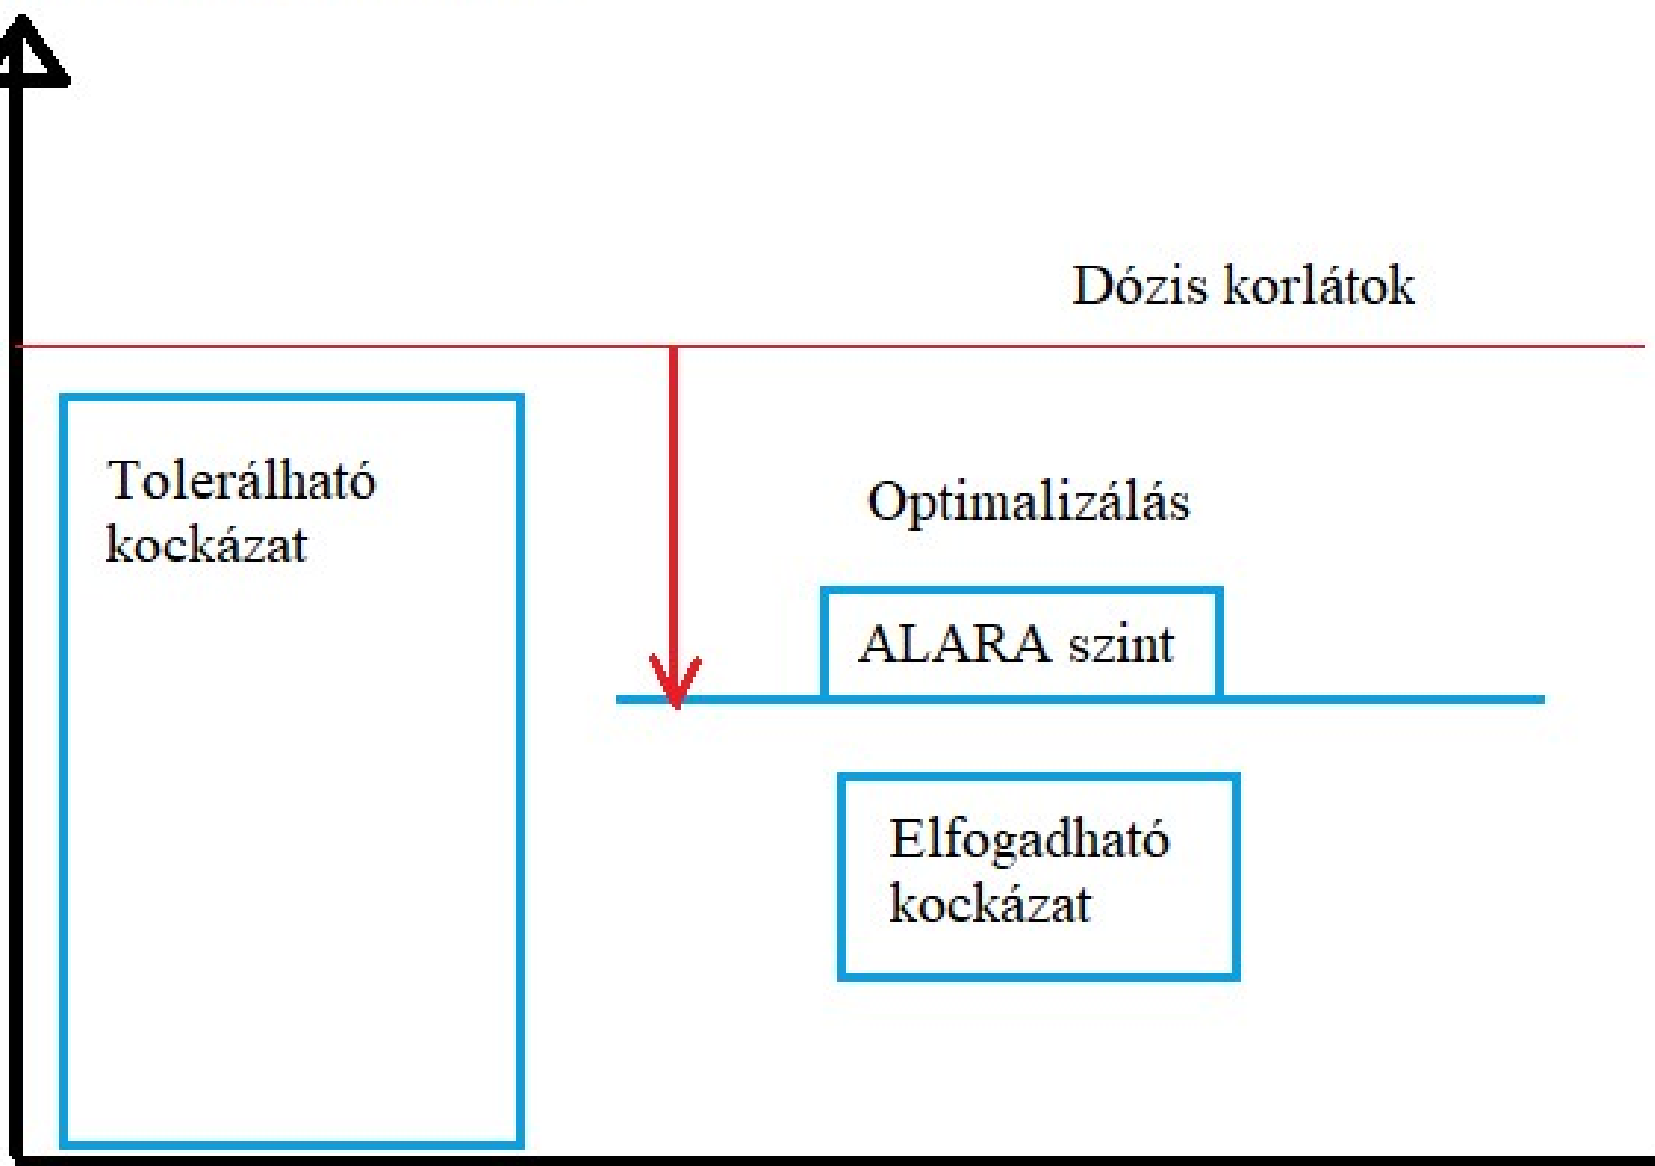 Dózis korlátok
Tolerálható
kockázat
Optimalizálás
ALARA szint
Elfogadható
kockázat